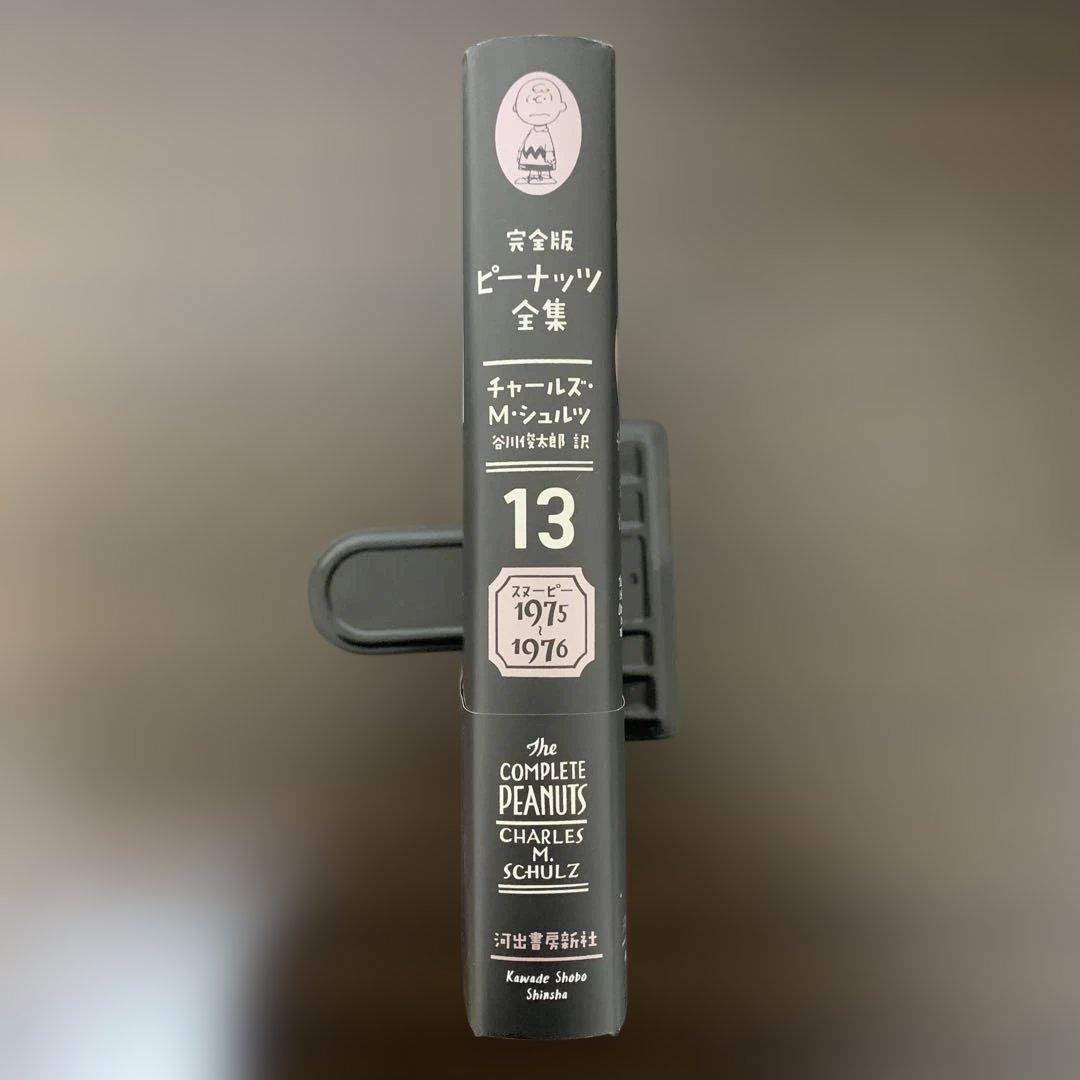 完全版
ピーナッツ
全集
チャールズ・
M・シュルツ
谷川俊太郎 訳
13
スヌーピー
1975
~
1976
The
COMPLETE
PEANUTS
CHARLES
M.
SCHULZ
河出書房新社
Kawade Shobo
Shinsha